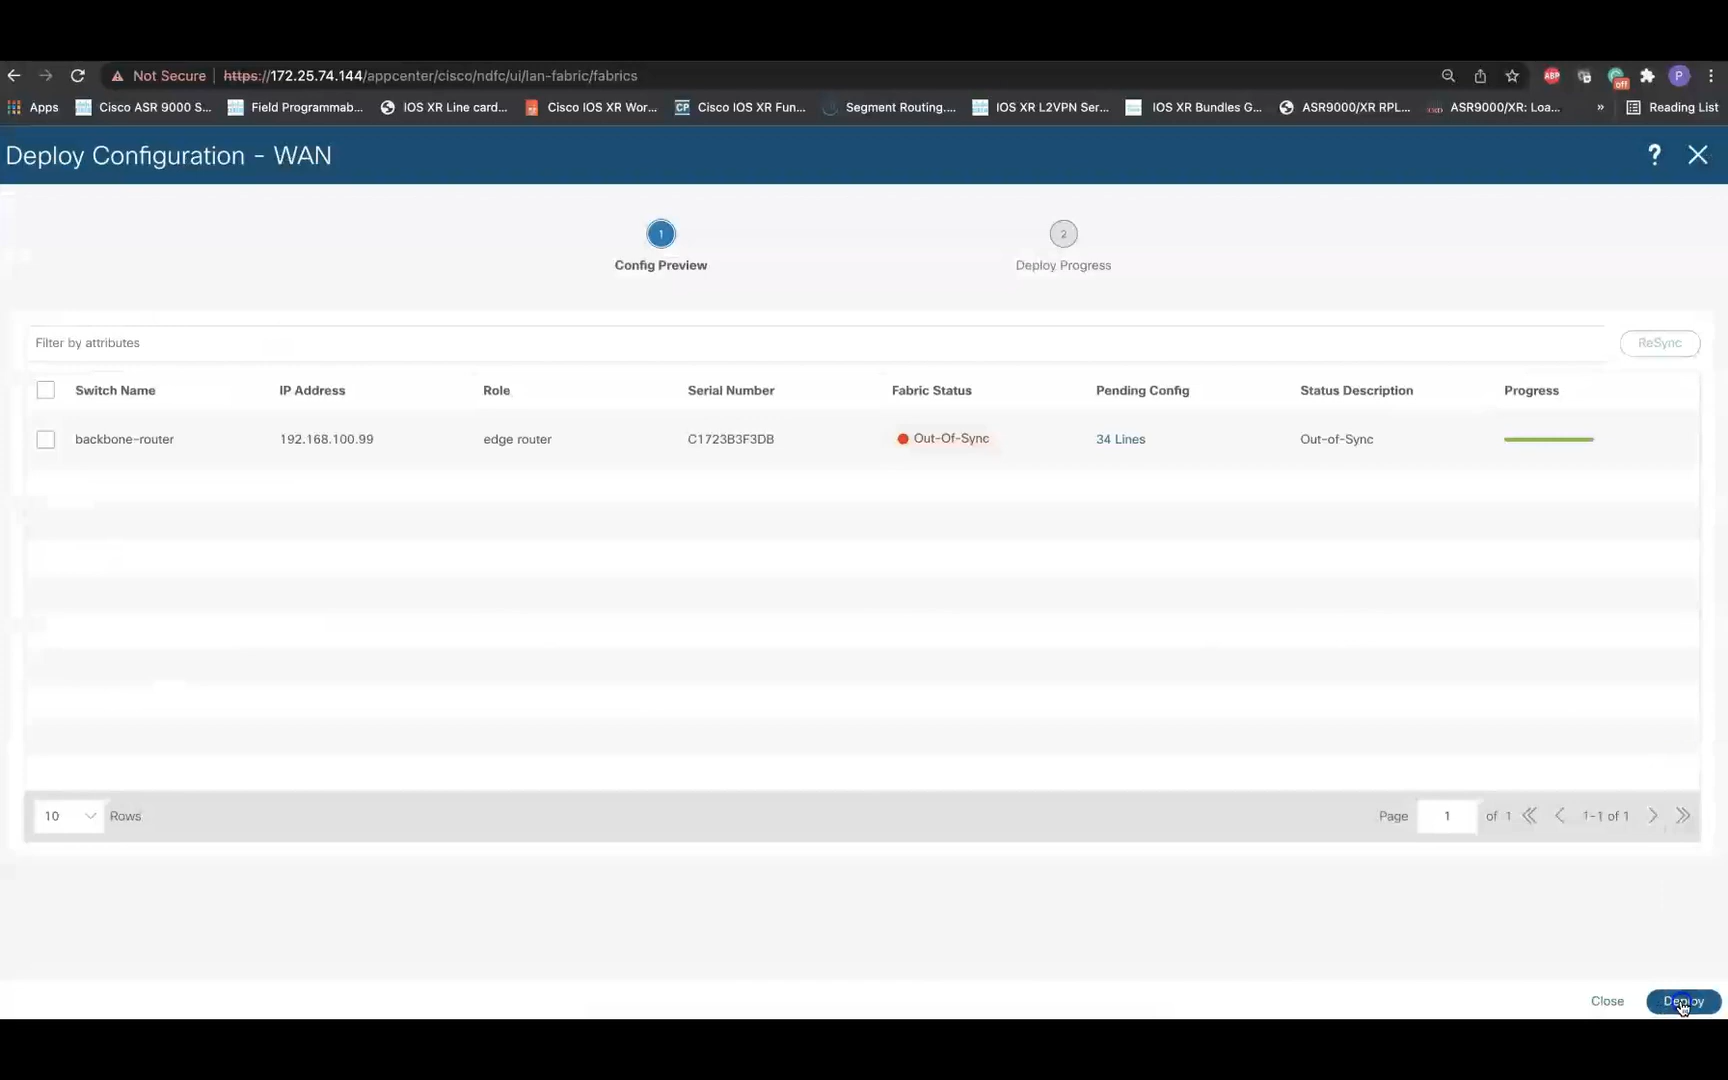 Not Secure | https://172.25.74.144/appcenter/cisco/ndfc/ui/lan-fabric/fabrics ABP off P
Apps Cisco ASR 9000 S... Field Programmab... IOS XR Line card... Cisco IOS XR Wor... CP Cisco IOS XR Fun... Segment Routing.... IOS XR L2VPN Ser... IOS XR Bundles G... ASR9000/XR RPL... ASR9000/XR: Loa... » Reading List
Deploy Configuration - WAN ?
1 2
Config Preview Deploy Progress
Filter by attributes ReSync
Switch Name IP Address Role Serial Number Fabric Status Pending Config Status Description Progress
backbone-router 192.168.100.99 edge router C1723B3F3DB Out-Of-Sync 34 Lines Out-of-Sync
10 Rows Page 1 of 1 1-1 of 1
Close Deploy